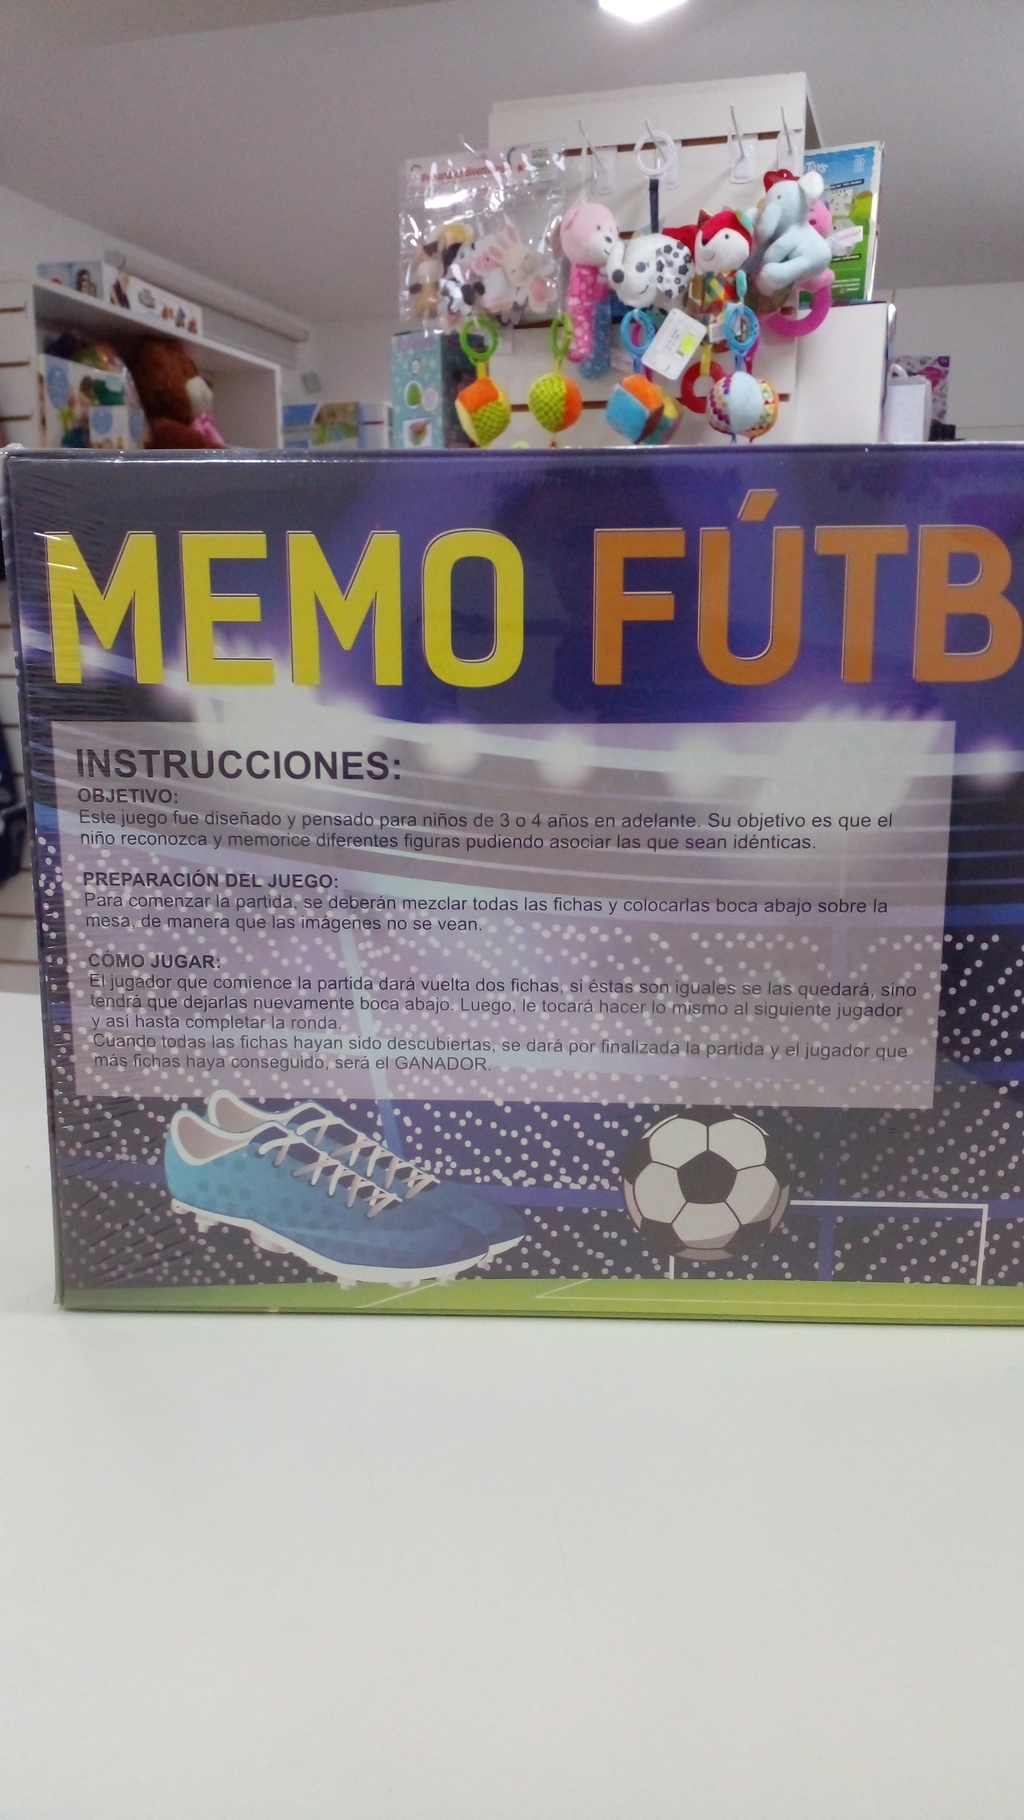 MEMO FÚTB
INSTRUCCIONES:
OBJETIVO:
Este juego fue diseñado y pensado para niños de 3 o 4 años en adelante. Su objetivo es que el
niño reconozca y memorice diferentes figuras pudiendo asociar las que sean idénticas.
PREPARACIÓN DEL JUEGO:
Para comenzar la partida, se deberán mezclar todas las fichas y colocarlas boca abajo sobre la
mesa, de manera que las imágenes no se vean.
CÓMO JUGAR:
El jugador que comience la partida dará vuelta dos fichas, si éstas son iguales se las quedará, sino
tendrá que dejarlas nuevamente boca abajo. Luego, le tocará hacer lo mismo al siguiente jugador
y así hasta completar la ronda.
Cuando todas las fichas hayan sido descubiertas, se dará por finalizada la partida y el jugador que
más fichas haya conseguido, será el GANADOR.